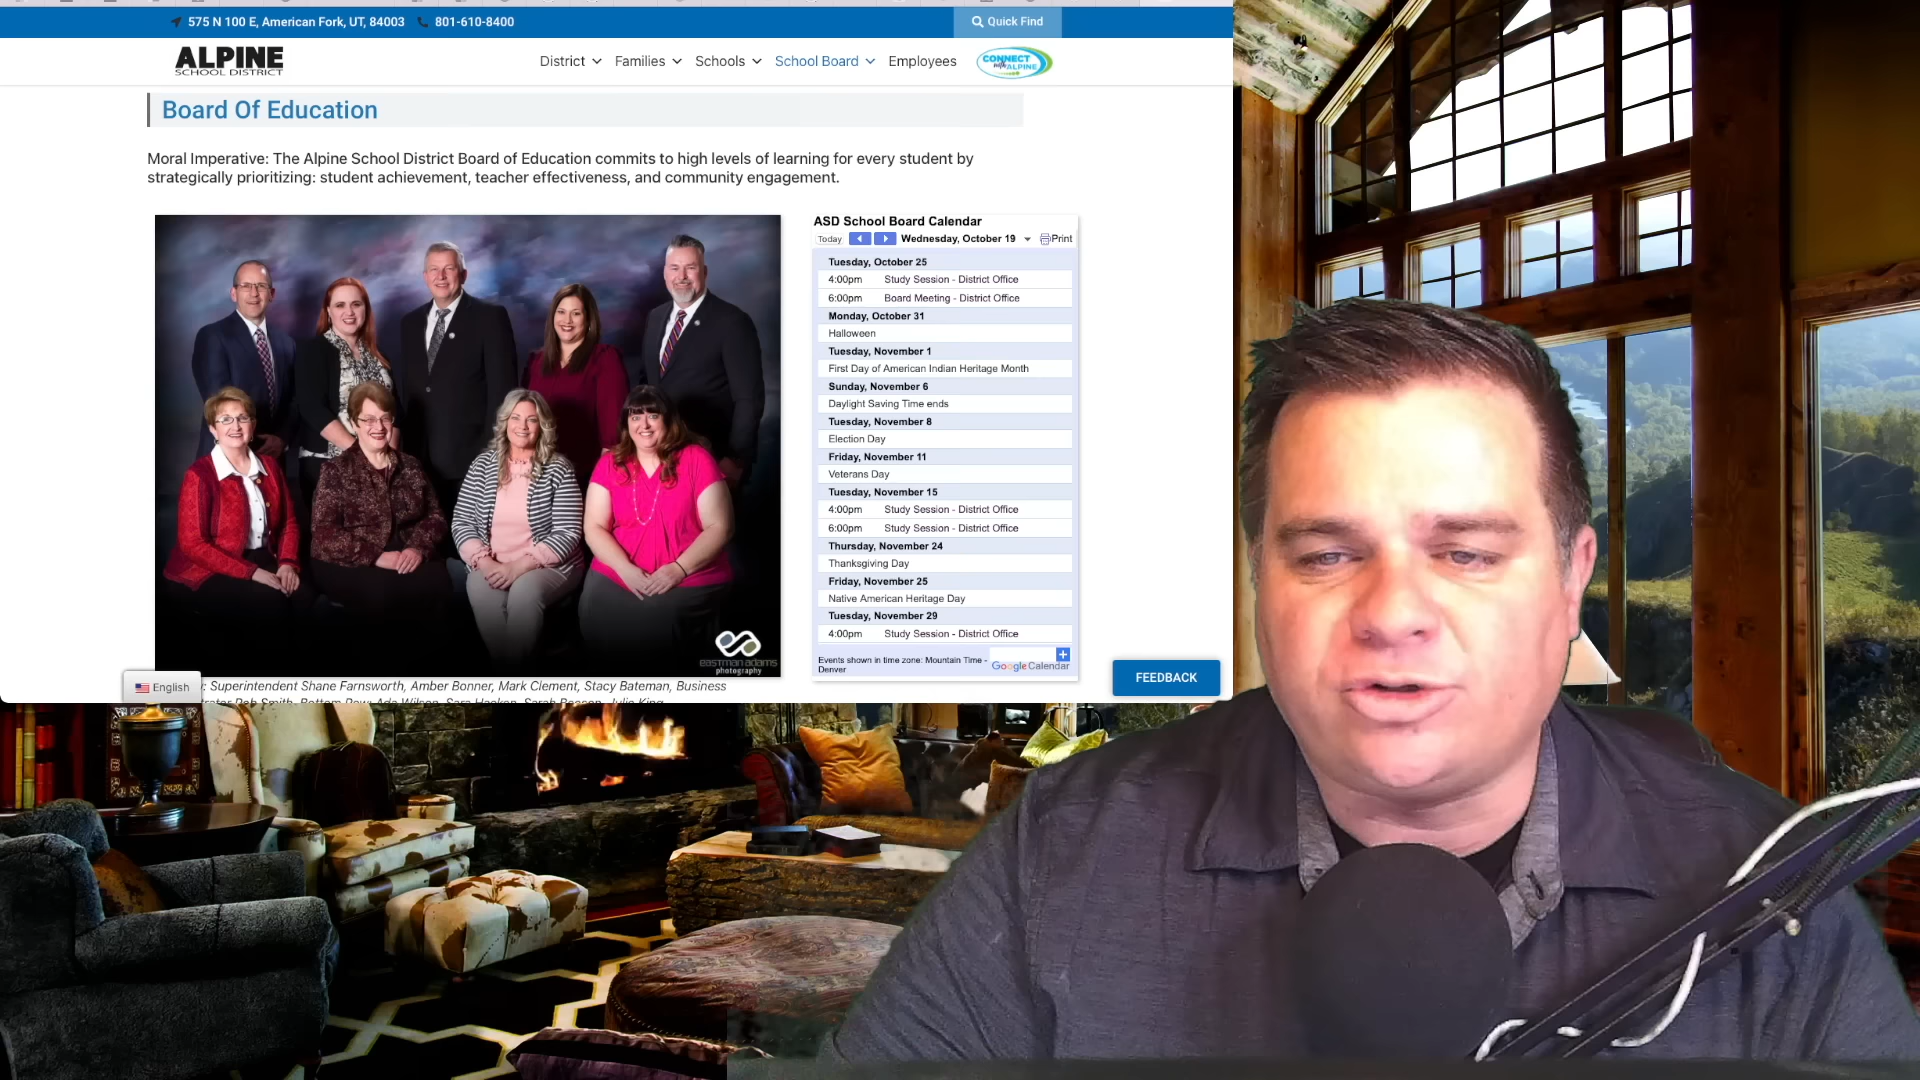 575 N 100 E, American Fork, UT, 84003 801-610-8400 Quick Find
ALPINE
SCHOOL DISTRICT
District Families Schools School Board Employees
CONNECT
with
ALPINE
Board Of Education
Moral Imperative: The Alpine School District Board of Education commits to high levels of learning for every student by
strategically prioritizing: student achievement, teacher effectiveness, and community engagement.
ASD School Board Calendar
Today Wednesday, October 19 Print
Tuesday, October 25
4:00pm Study Session - District Office
6:00pm Board Meeting - District Office
Monday, October 31
Halloween
Tuesday, November 1
First Day of American Indian Heritage Month
Sunday, November 6
Daylight Saving Time ends
Tuesday, November 8
Election Day
Friday, November 11
Veterans Day
Tuesday, November 15
4:00pm Study Session - District Office
6:00pm Study Session - District Office
Thursday, November 24
Thanksgiving Day
Friday, November 25
Native American Heritage Day
Tuesday, November 29
4:00pm Study Session - District Office
Events shown in time zone: Mountain Time -
Denver
Google Calendar
eastman adams
photography
FEEDBACK
English
: Superintendent Shane Farnsworth, Amber Bonner, Mark Clement, Stacy Bateman, Business